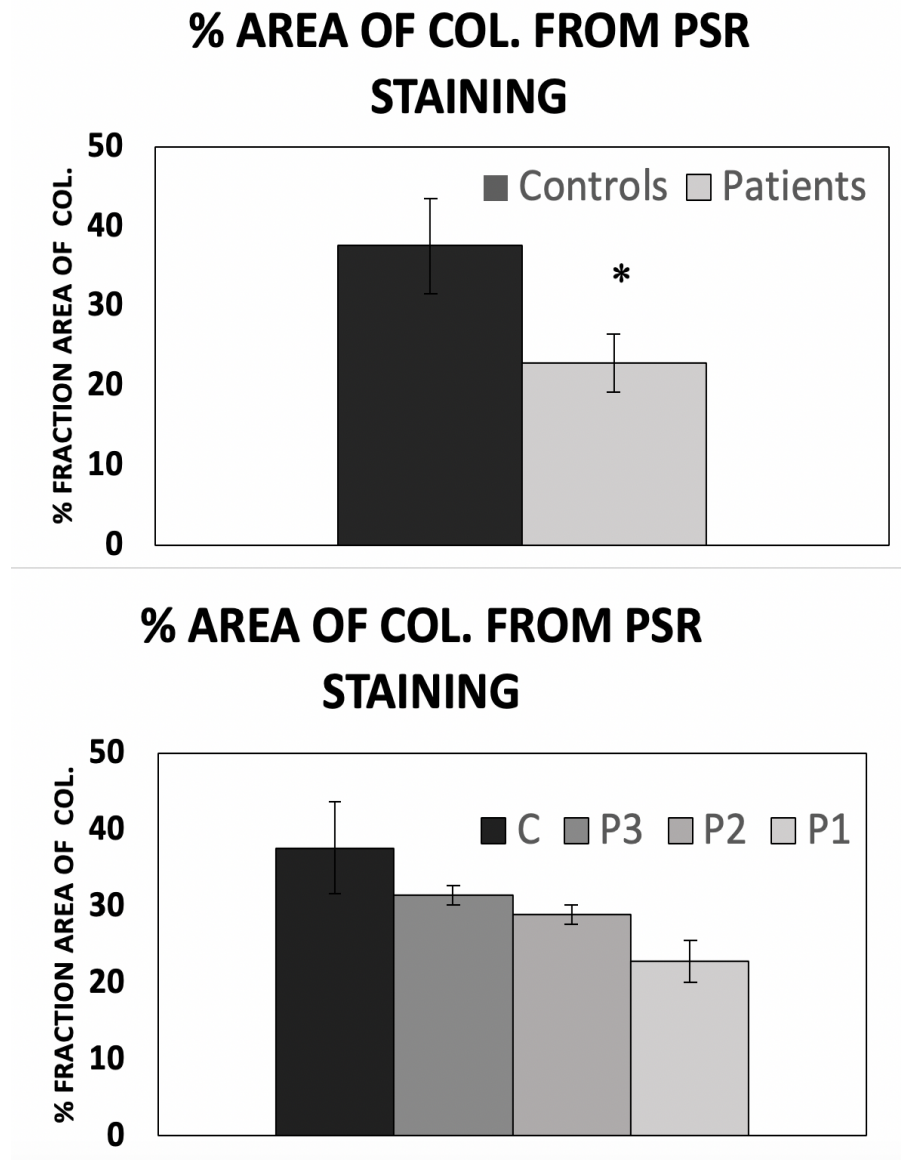 % AREA OF COL. FROM PSR
STAINING
% FRACTION AREA OF COL.
50
40
30
20
10
0
Controls Patients
*
% AREA OF COL. FROM PSR
STAINING
% FRACTION AREA OF COL.
50
40
30
20
10
0
C P3 P2 P1